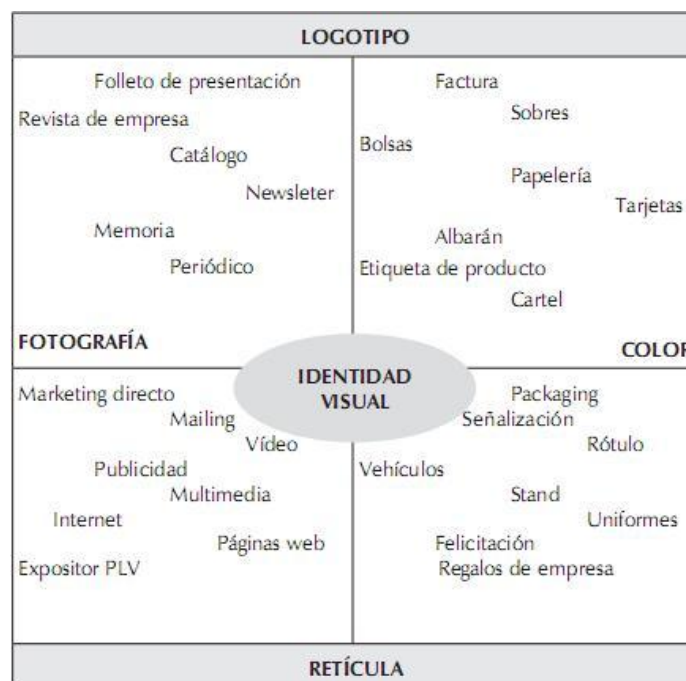 LOGOTIPO
Folleto de presentación
Revista de empresa
Catálogo
Newsleter
Memoria
Periódico
FOTOGRAFÍA
Factura
Sobres
Bolsas
Papelería
Tarjetas
Albarán
Etiqueta de producto
Cartel
COLOR
IDENTIDAD
VISUAL
Marketing directo
Mailing
Vídeo
Publicidad
Multimedia
Internet
Páginas web
Expositor PLV
Packaging
Señalización
Rótulo
Vehículos
Stand
Uniformes
Felicitación
Regalos de empresa
RETÍCULA